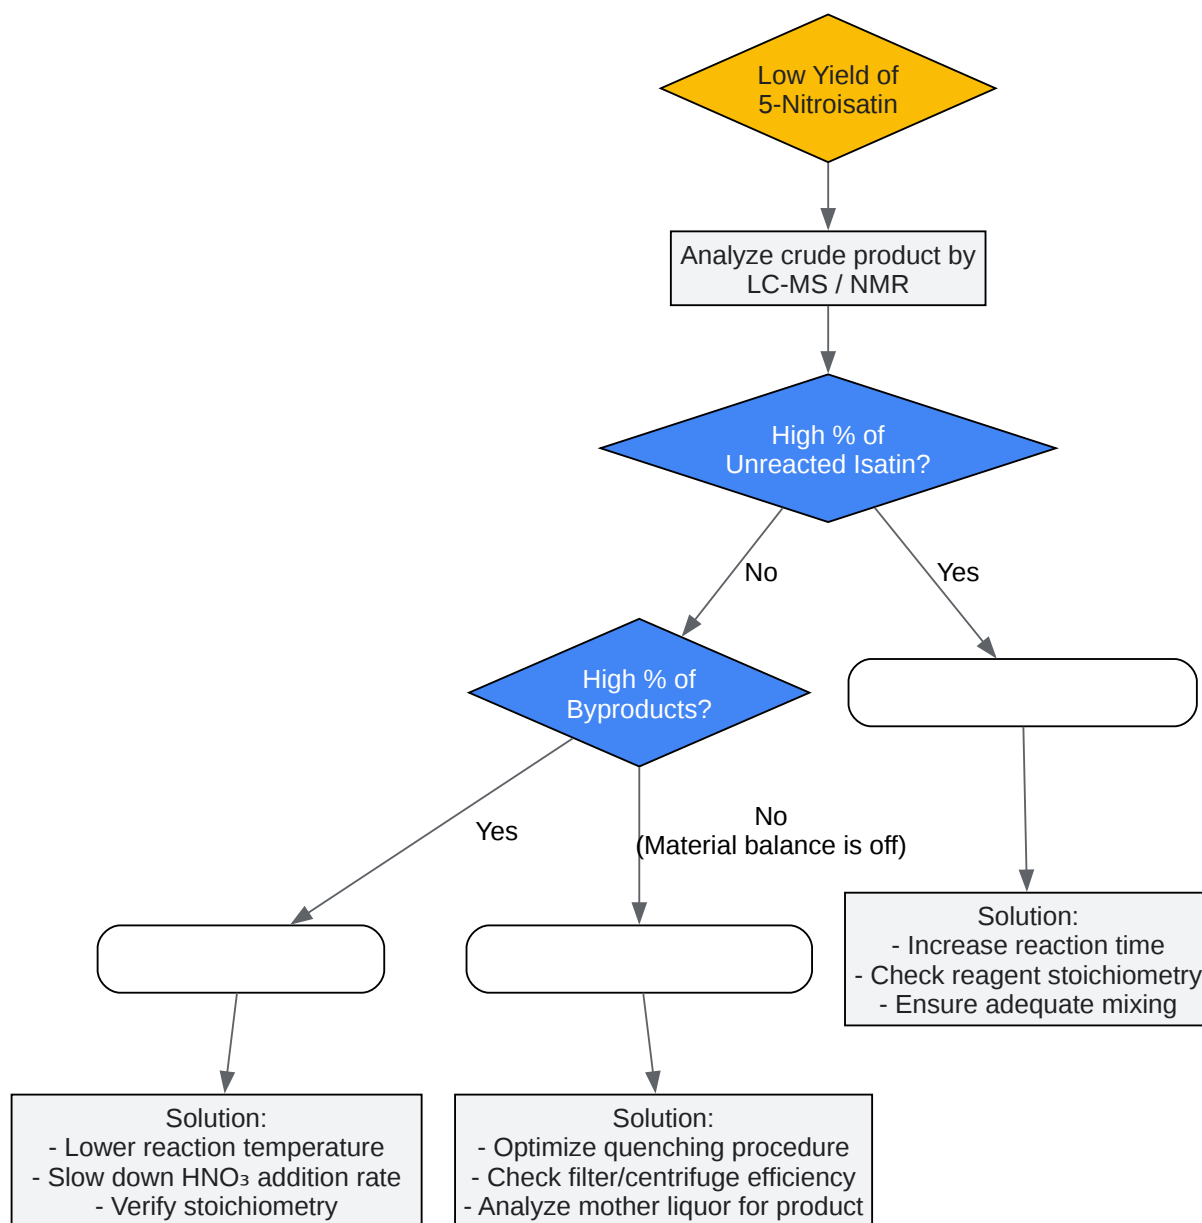 Low Yield of
5-Nitroisatin
Analyze crude product by
LC-MS / NMR
High % of
Unreacted Isatin?
No
Yes
High % of
Byproducts?
Yes
No
(Material balance is off)
Solution:
- Increase reaction time
- Check reagent stoichiometry
- Ensure adequate mixing
Solution:
- Lower reaction temperature
- Slow down HNO₃ addition rate
- Verify stoichiometry
Solution:
- Optimize quenching procedure
- Check filter/centrifuge efficiency
- Analyze mother liquor for product